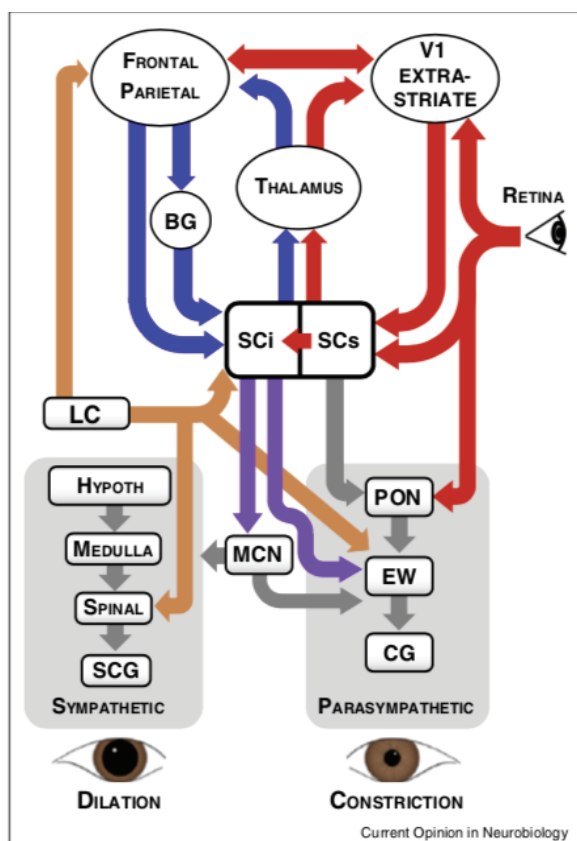 FRONTAL
PARIETAL
V1
EXTRA-
STRIATE
THALAMUS
RETINA
BG
SCi
SCs
LC
HYPOTH
MEDULLA
SPINAL
SCG
SYMPATHETIC
MCN
PON
EW
CG
PARASYMPATHETIC
DILATION
CONSTRICTION
Current Opinion in Neurobiology